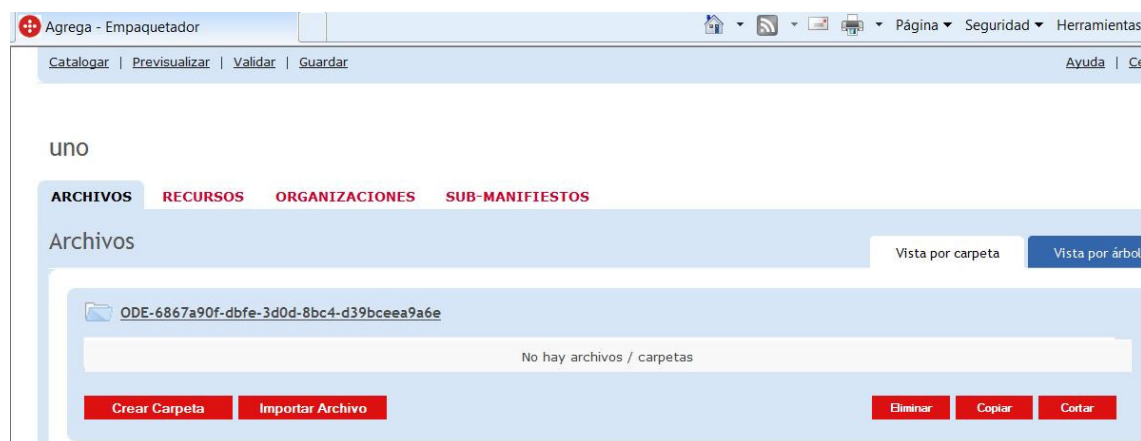 Agrega - Empaquetador Página Seguridad Herramientas
Catalogar | Previsualizar | Validar | Guardar Ayuda |
uno
ARCHIVOS RECURSOS ORGANIZACIONES SUB-MANIFIESTOS
Archivos Vista por carpeta Vista por árbol
ODE-6867a90f-dbfe-3d0d-8bc4-d39bceea9a6e
No hay archivos / carpetas
Crear Carpeta Importar Archivo Eliminar Copiar Cortar